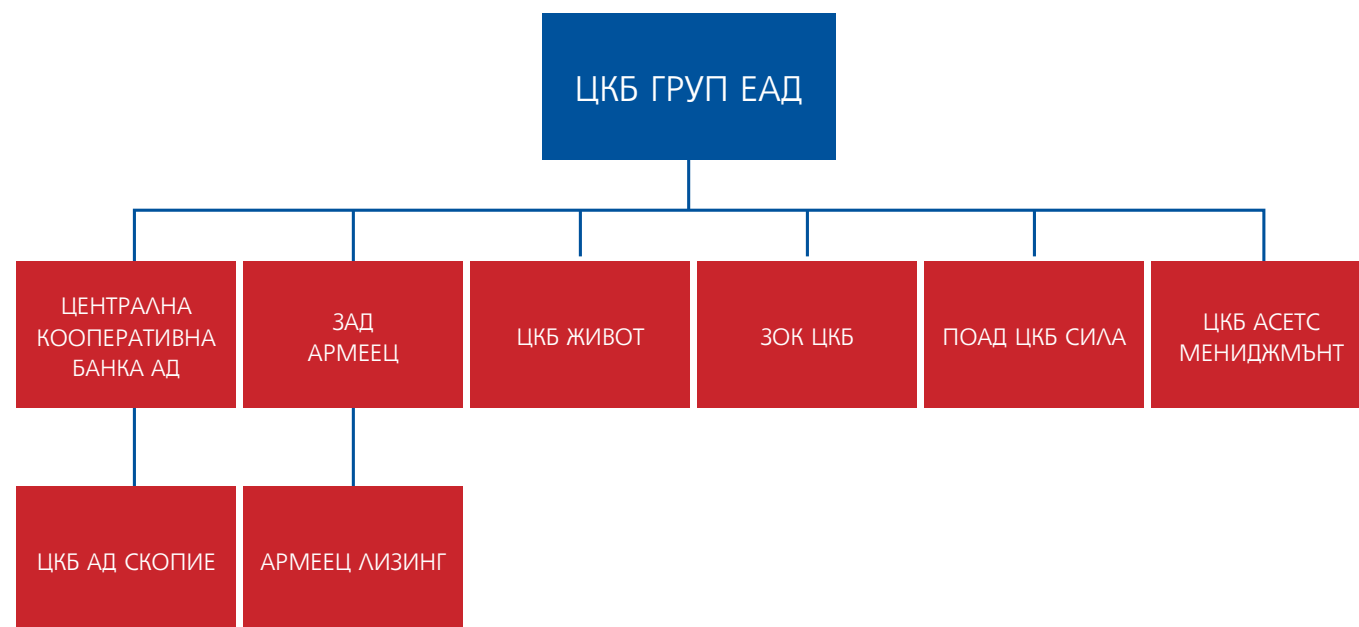 ЦКБ ГРУП ЕАД
ЦЕНТРАЛНА
КООПЕРАТИВНА
БАНКА АД
ЗАД
АРМЕЕЦ
ЦКБ ЖИВОТ
ЗОК ЦКБ
ПОАД ЦКБ СИЛА
ЦКБ АСЕТС
МЕНИДЖМЪНТ
ЦКБ АД СКОПИЕ
АРМЕЕЦ ЛИЗИНГ